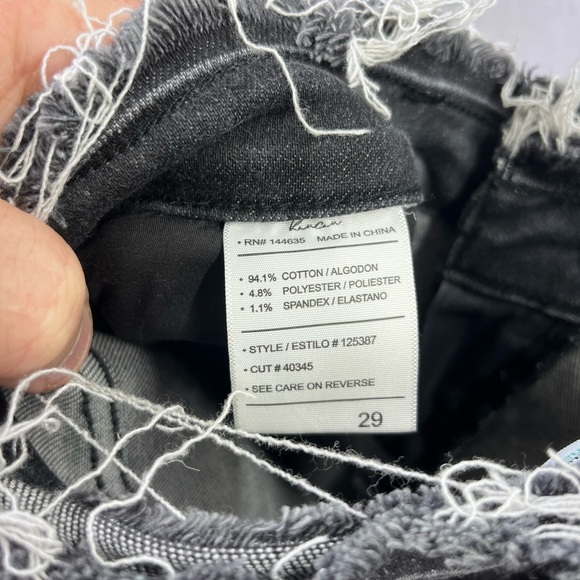 • RN# 144635 MADE IN CHINA
• 94.1% COTTON / ALGODON
• 4.8% POLYESTER / POLIESTER
• 1.1% SPANDEX / ELASTANO
• STYLE / ESTILO # 125387
• CUT # 40345
• SEE CARE ON REVERSE
29